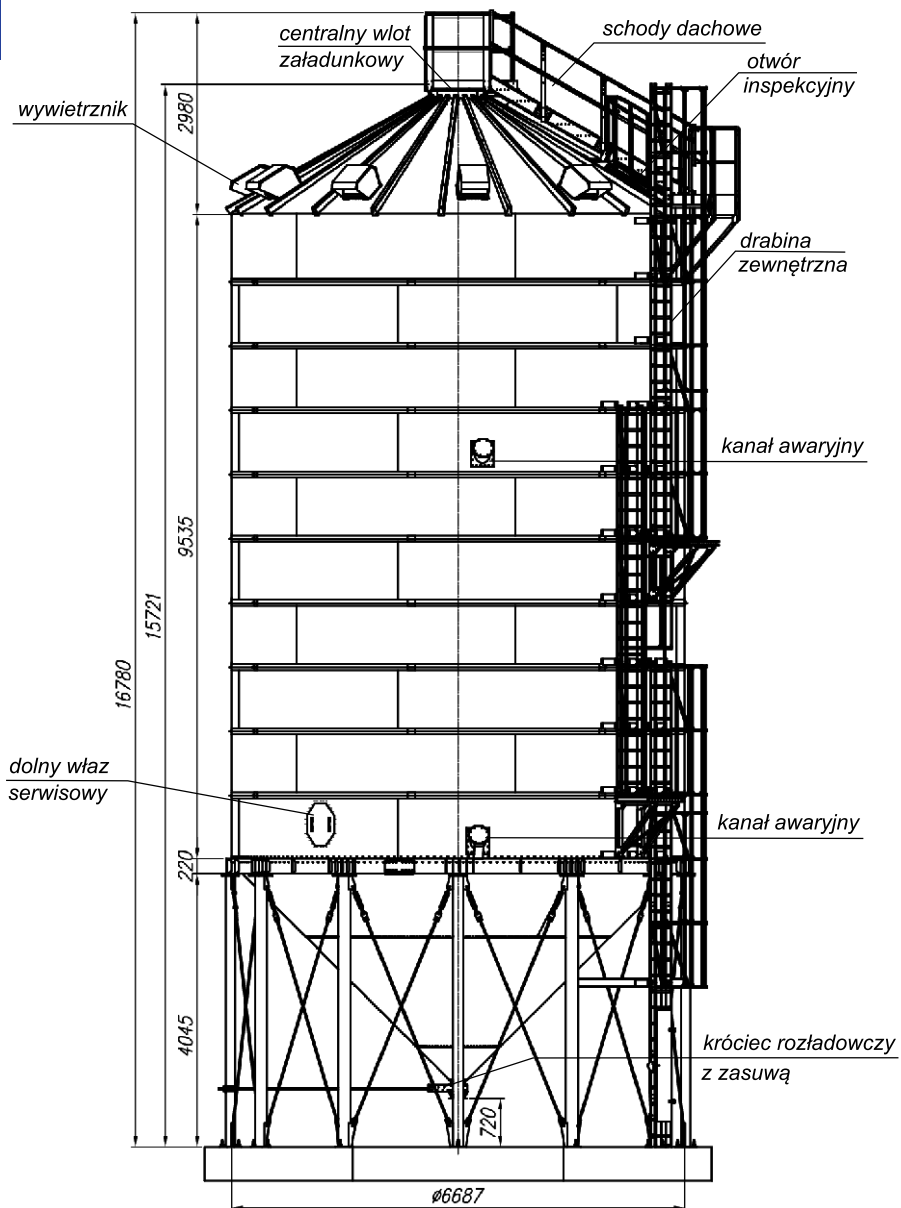 centralny wlot
załadunkowy
schody dachowe
otwór
inspekcyjny
wywietrznik
2980
drabina
zewnętrzna
kanał awaryjny
9535
15721
16780
dolny właz
serwisowy
kanał awaryjny
220
4045
króciec rozładowczy
z zasuwą
720
ø6687